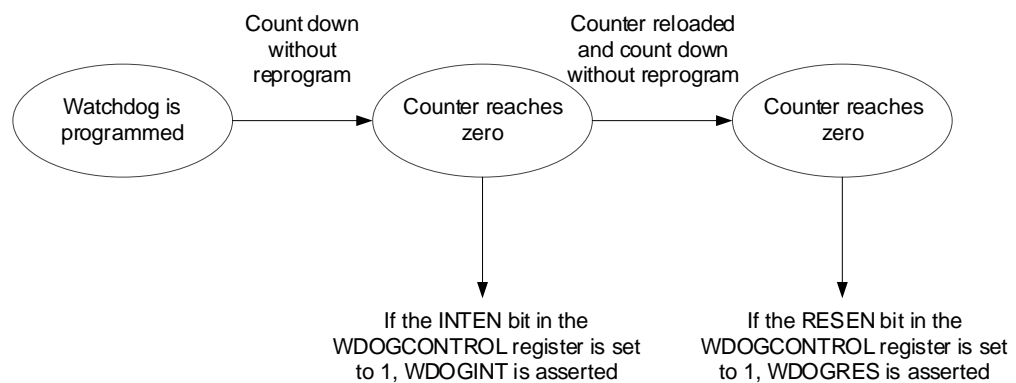 Count down
without
reprogram
Counter reloaded
and count down
without reprogram
Watchdog is
programmed
Counter reaches
zero
Counter reaches
zero
If the INTEN bit in the
WDOGCONTROL register is set
to 1, WDOGINT is asserted
If the RESEN bit in the
WDOGCONTROL register is set
to 1, WDOGRES is asserted